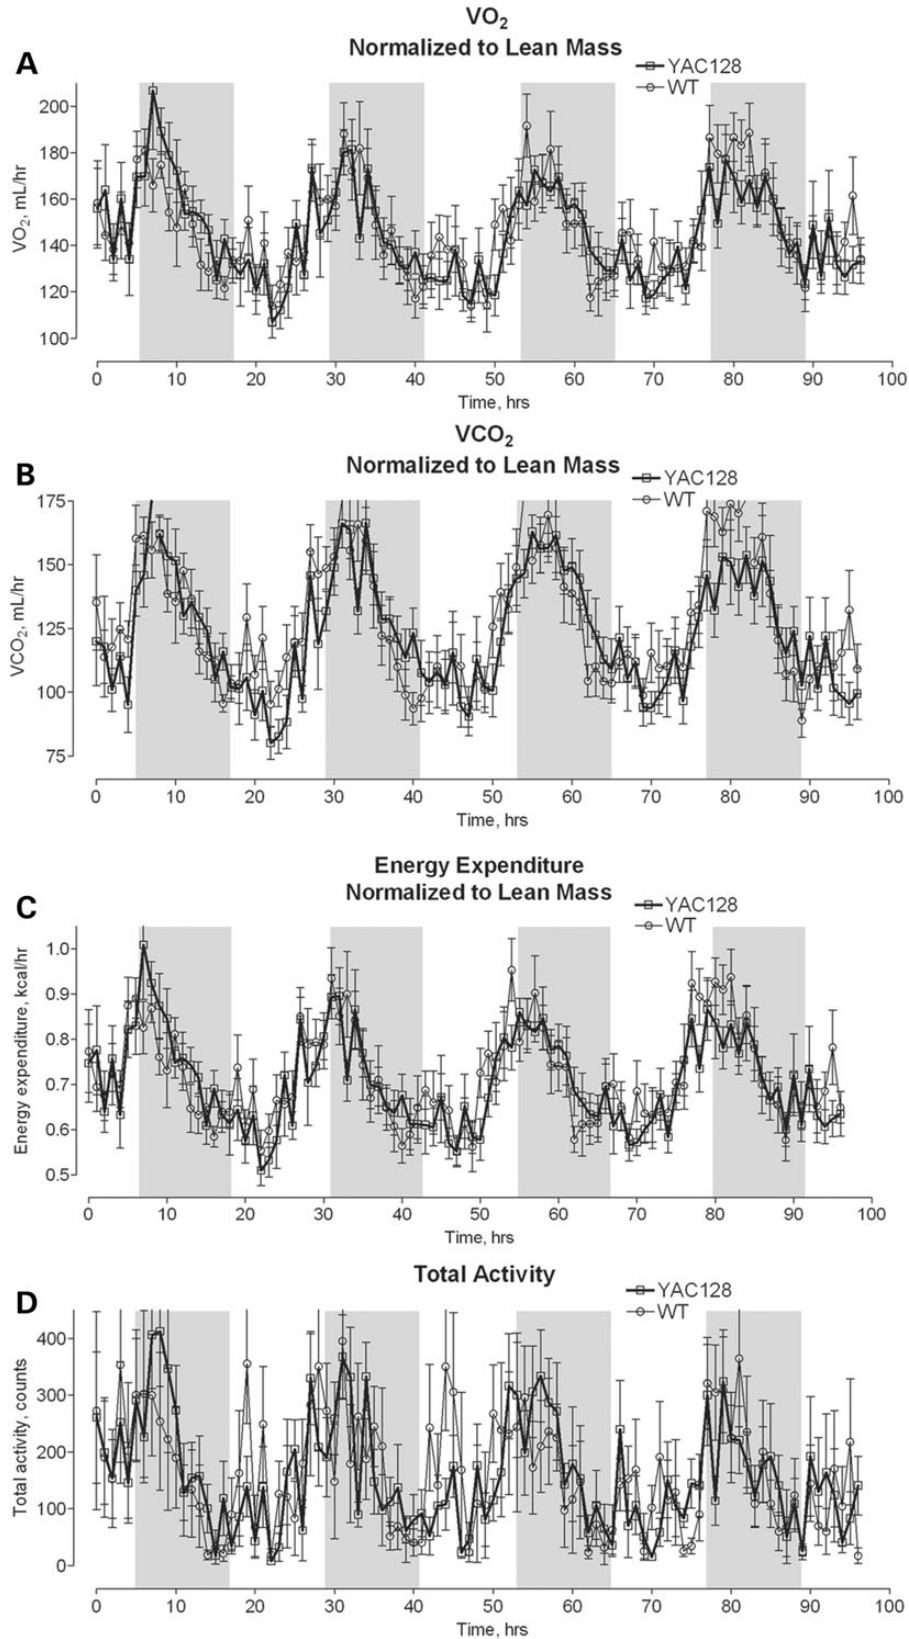 VO₂
Normalized to Lean Mass
A
YAC128
WT
VO₂, mL/hr
200
180
160
140
120
100
0 10 20 30 40 50 60 70 80 90 100
Time, hrs
VCO₂
Normalized to Lean Mass
B
YAC128
WT
VCO₂, mL/hr
175
150
125
100
75
0 10 20 30 40 50 60 70 80 90 100
Time, hrs
Energy Expenditure
Normalized to Lean Mass
C
YAC128
WT
Energy expenditure, kcal/hr
1.0
0.9
0.8
0.7
0.6
0.5
0 10 20 30 40 50 60 70 80 90 100
Time, hrs
Total Activity
D
YAC128
WT
Total activity, counts
400
300
200
100
0
0 10 20 30 40 50 60 70 80 90 100
Time, hrs